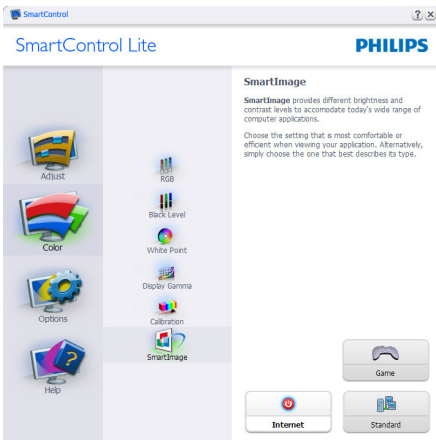 SmartControl
SmartControl Lite
PHILIPS
Adjust
Color
Options
Help
RGB
Black Level
White Point
Display Gamma
Calibration
SmartImage
SmartImage
SmartImage provides different brightness and
contrast levels to accomodate today's wide range of
computer applications.
Choose the setting that is most comfortable or
efficient when viewing your application. Alternatively,
simply choose the one that best describes its type.
Game
Internet
Standard